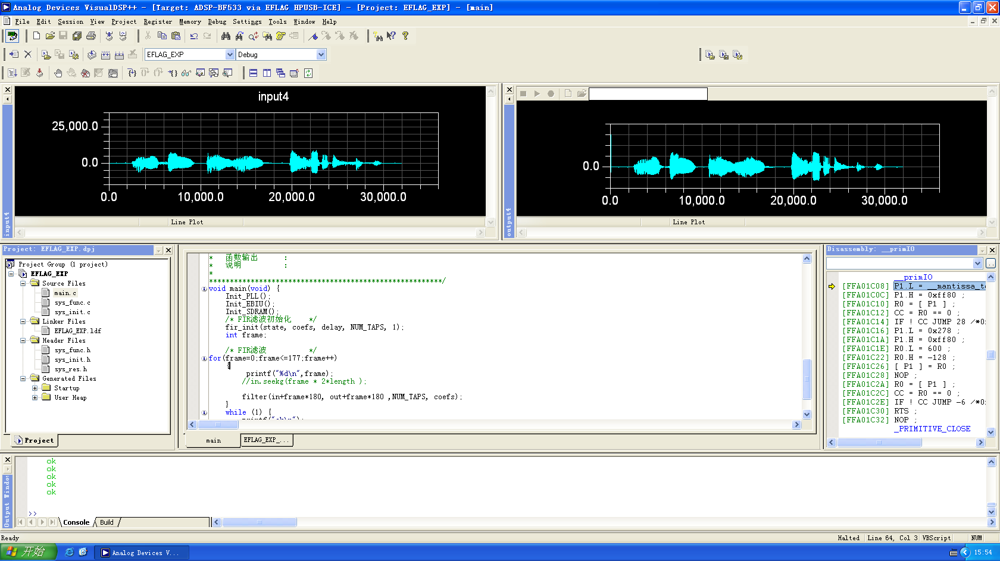 Analog Devices VisualDSP++ - [Target: ADSP-BF533 via EFLAG HPUSB-ICE] - [Project: EFLAG_EXP] - [main]
File Edit Session View Project Register Memory Debug Settings Tools Window Help
EFLAG_EXP Debug
input4
25,000.0
0.0
0.0 10,000.0 20,000.0 30,000.0
Line Plot
input4
0.0
0.0 10,000.0 20,000.0 30,000.0
Line Plot
output4
Project: EFLAG_EXP.dpj
Project Group (1 project)
EFLAG_EXP
Source Files
main.c
sys_func.c
sys_init.c
Linker Files
EFLAG_EXP.ldf
Header Files
sys_func.h
sys_init.h
sys_res.h
Generated Files
Startup
User Heap
Project
* 函数输出 :
* 说明 :
*
********************************************************/
void main(void) {
Init_PLL();
Init_EBIU();
Init_SDRAM();
/* FIR滤波初始化 */
fir_init(state, coefs, delay, NUM_TAPS, 1);
int frame;
/* FIR滤波 */
for(frame=0;frame<=177;frame++)
{
printf("%d\n",frame);
//in.seekg(frame * 2*length );
filter(in+frame*180, out+frame*180 ,NUM_TAPS, coefs);
}
while (1) {
printf("ok\n");
main EFLAG_EXP_...
Disassembly: __primIO
__primIO
[FFA01C08] P1.L = __mantissa_to
[FFA01C0C] P1.H = 0xff80 ;
[FFA01C10] R0 = [ P1 ] ;
[FFA01C12] CC = R0 == 0 ;
[FFA01C14] IF ! CC JUMP 28 /*0x
[FFA01C16] P1.L = 0x278 ;
[FFA01C1A] P1.H = 0xff80 ;
[FFA01C1E] R0.L = 600 ;
[FFA01C22] R0.H = -128 ;
[FFA01C26] [ P1 ] = R0 ;
[FFA01C28] NOP ;
[FFA01C2A] R0 = [ P1 ] ;
[FFA01C2C] CC = R0 == 0 ;
[FFA01C2E] IF ! CC JUMP -6 /*0x
[FFA01C30] RTS ;
[FFA01C32] NOP ;
_PRIMITIVE_CLOSE
ok
ok
ok
ok
ok
>>
Output Window
Console Build
Ready
Halted Line 64, Col 3 VBScript NUM
开始 Analog Devices V... 15:54